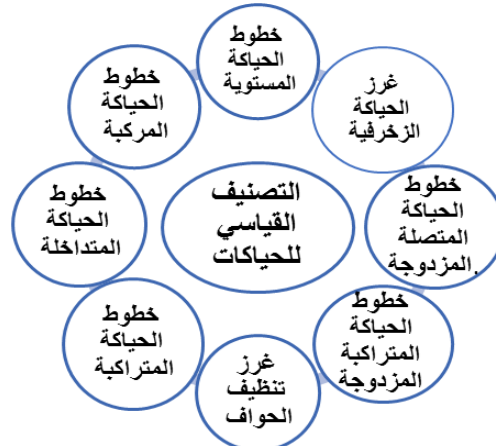 خطوط
الحياكة
المستوية
غرز
الحياكة
الزخرفية
خطوط
الحياكة
المتصلة
المزدوجة.
خطوط
الحياكة
المتراكبة
المزدوجة
غرز
تنظيف
الحواف
خطوط
الحياكة
المتراكبة
خطوط
الحياكة
المتداخلة
خطوط
الحياكة
المركبة
التصنيف
القياسي
للحياكات